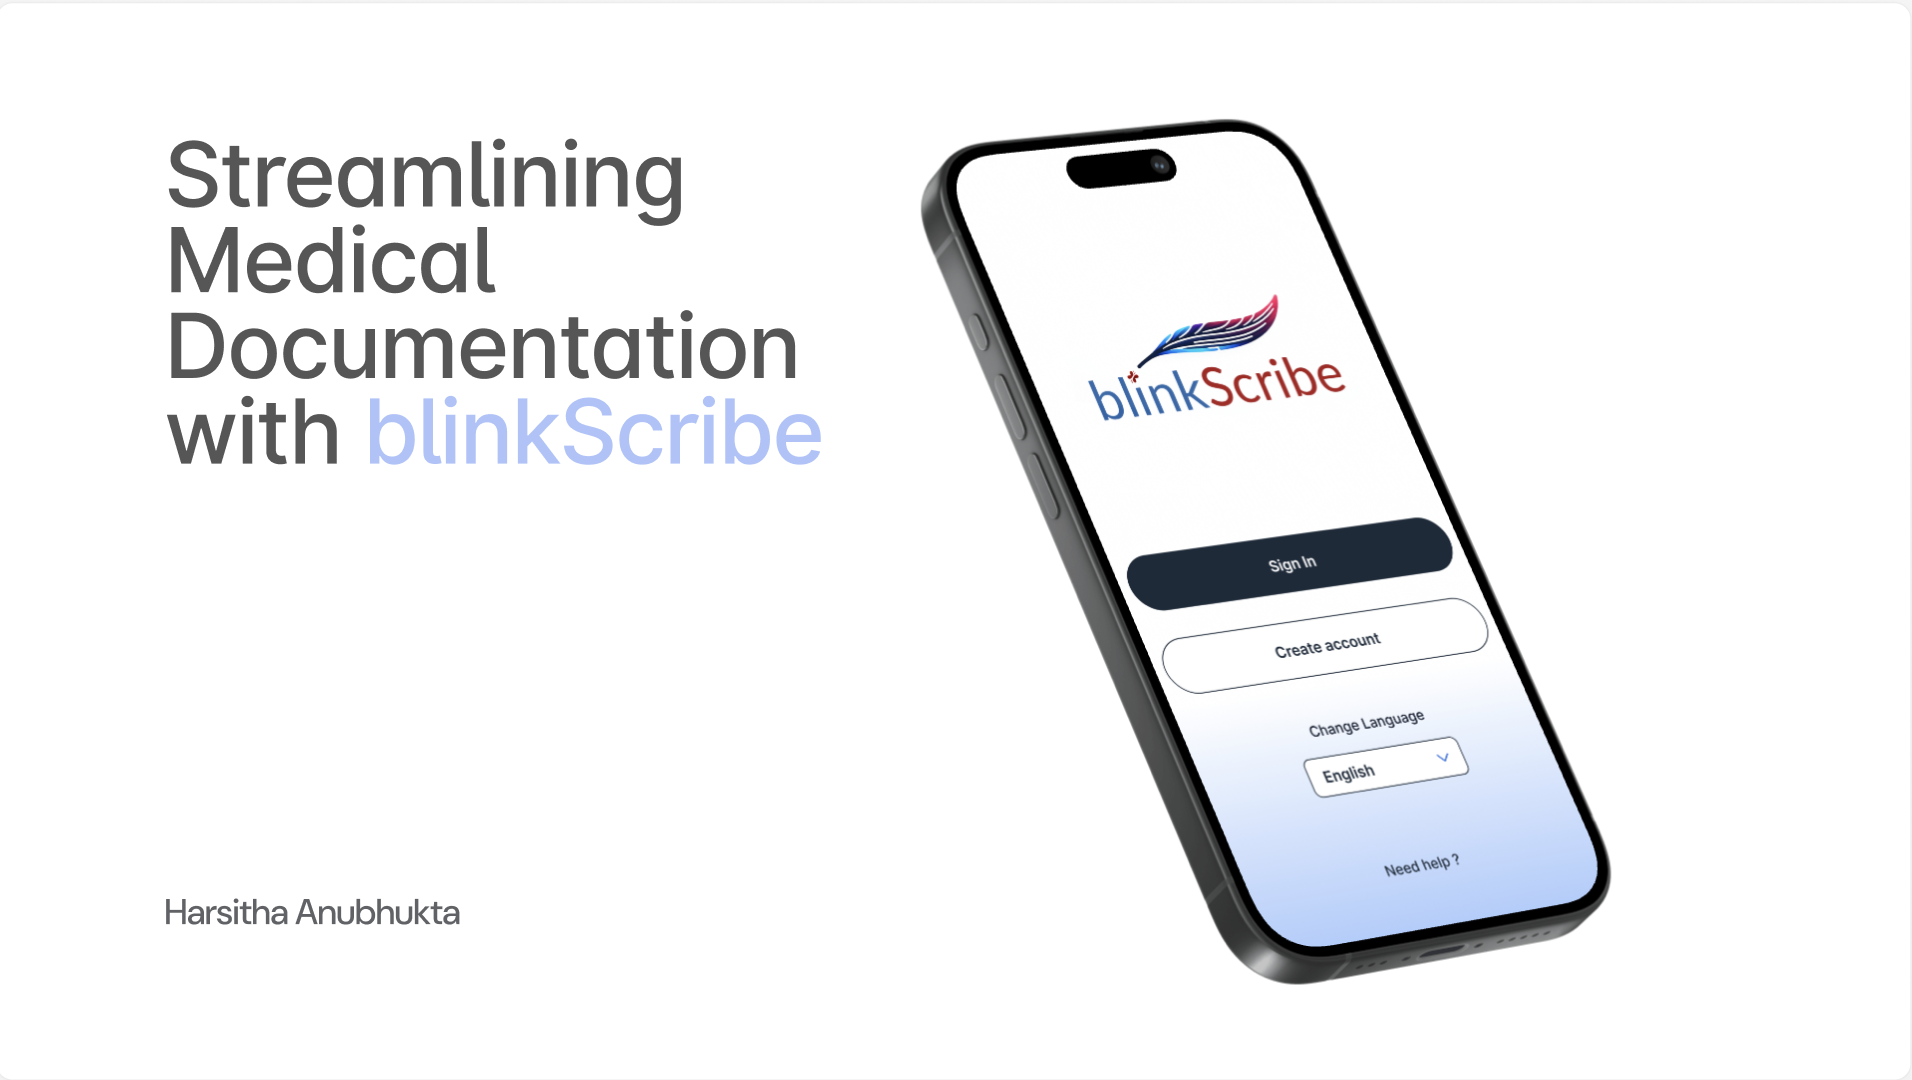 Streamlining
Medical
Documentation
with blinkScribe
Harsitha Anubhukta
blinkScribe
Sign In
Create account
Change Language
English
Need help ?